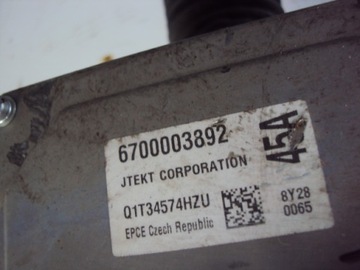 6700003892
JTEKT CORPORATION
45A
Q1T34574HZU
8Y28
EPCE Czech Republic
0065